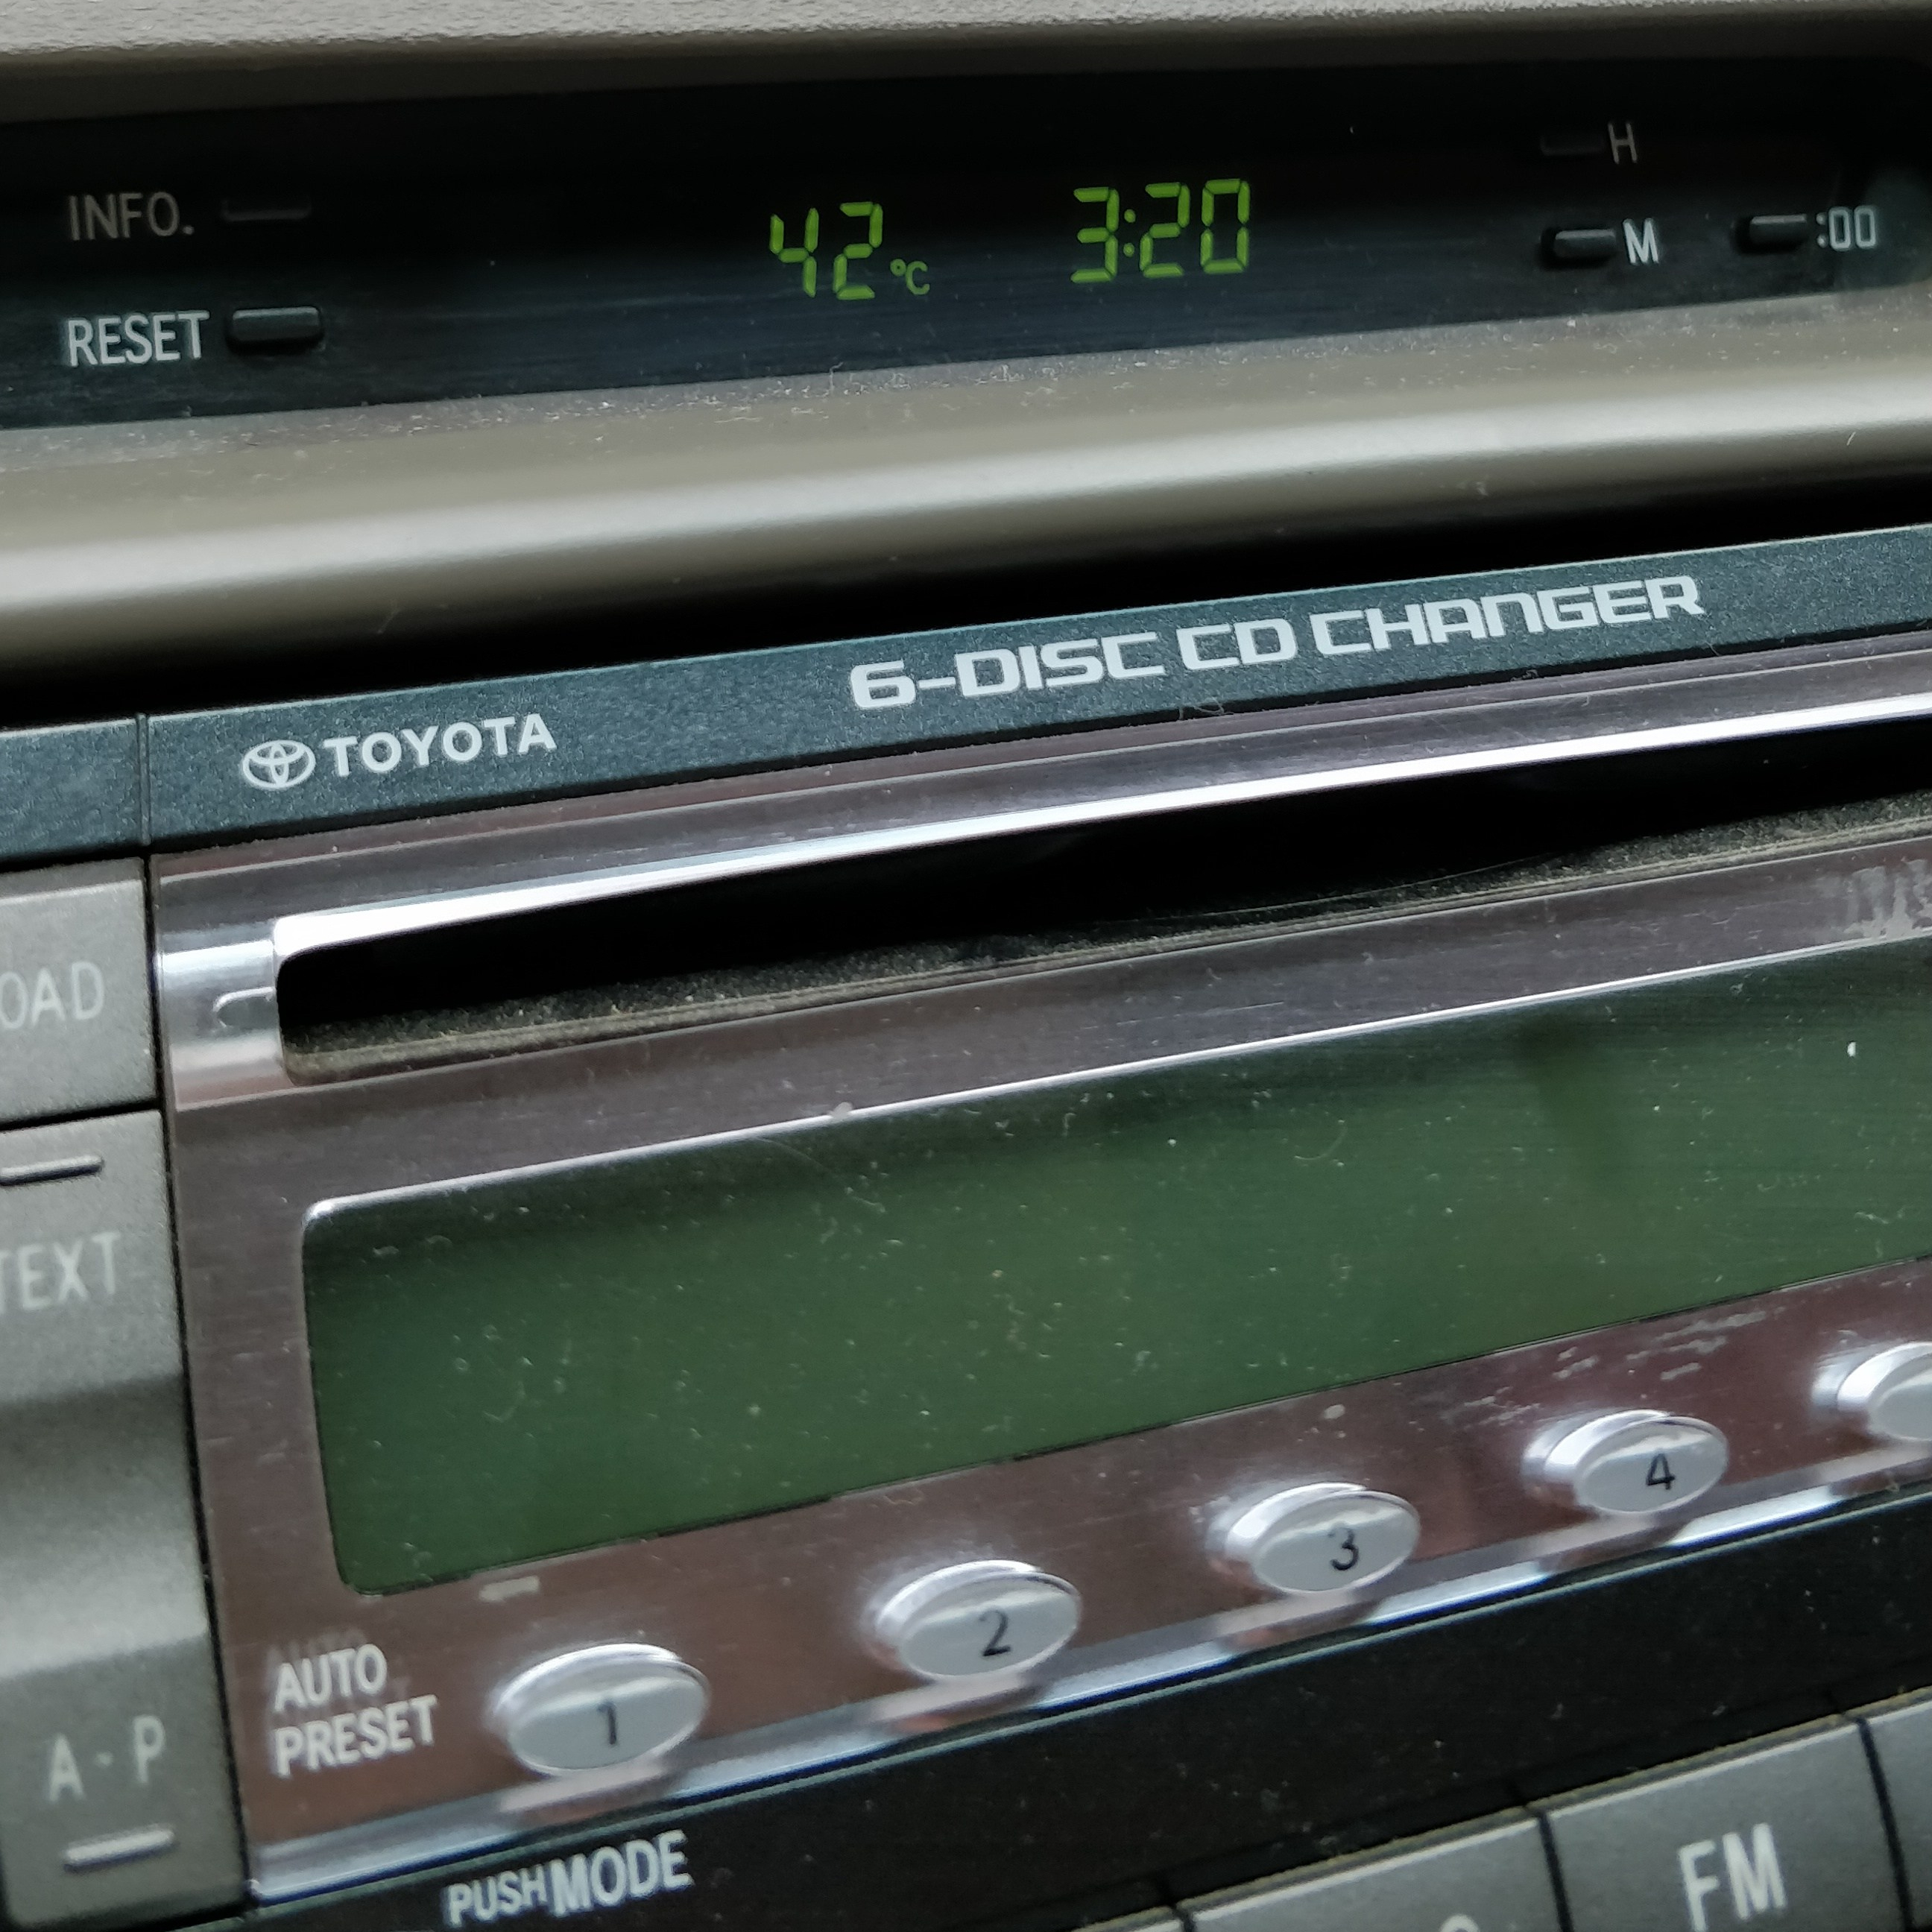 H
INFO.
42°C 3:20
M :00
RESET
6-DISC CD CHANGER
TOYOTA
OAD
TEXT
4
3
2
AUTO
PRESET
1
A·P
PUSH MODE
FM